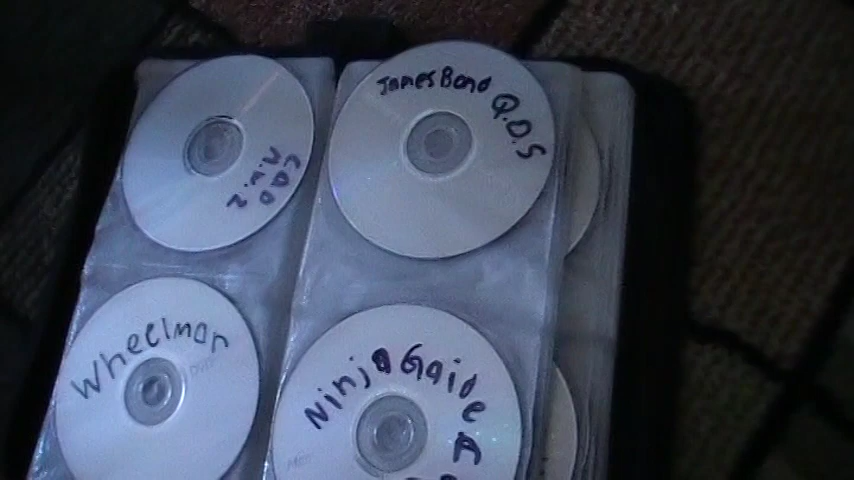 COD
M.W.2
James Bond
Q.O.S
Wheelman
Ninja Gaide